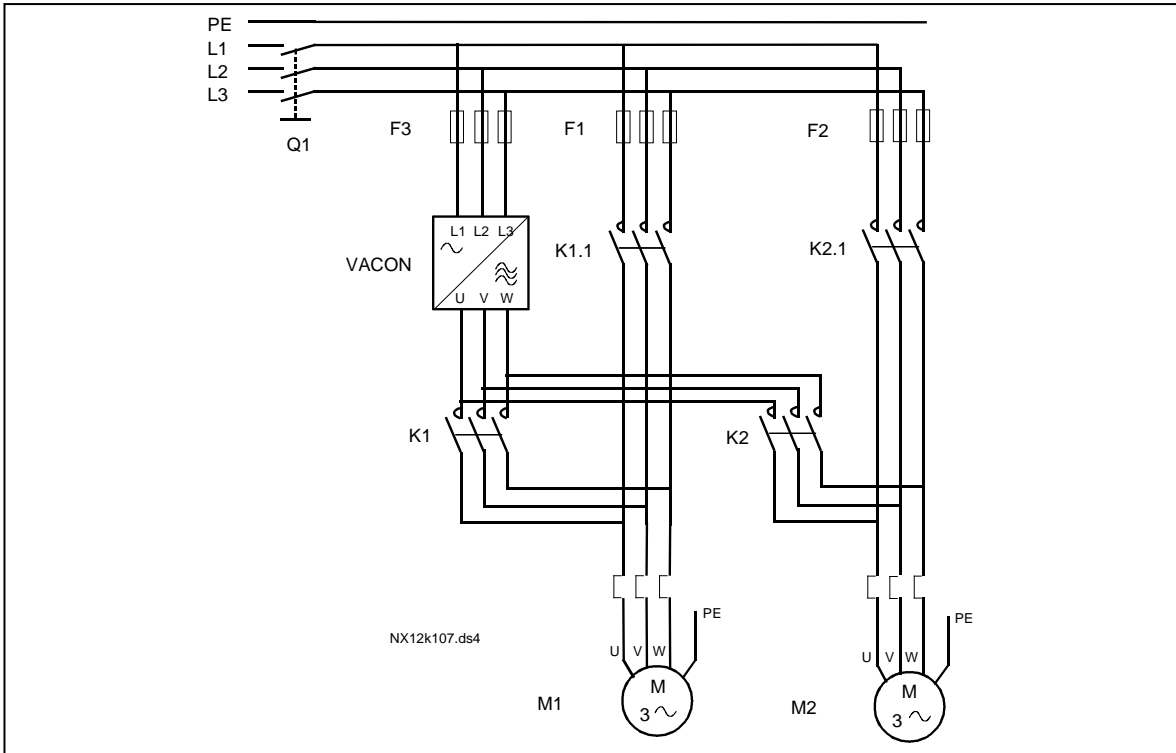 PE
L1
L2
L3
Q1
F3
F1
F2
L1 L2 L3
VACON
U V W
K1.1
K2.1
K1
K2
NX12k107.ds4
PE
PE
U V W
U V W
M1
M
3
M2
M
3